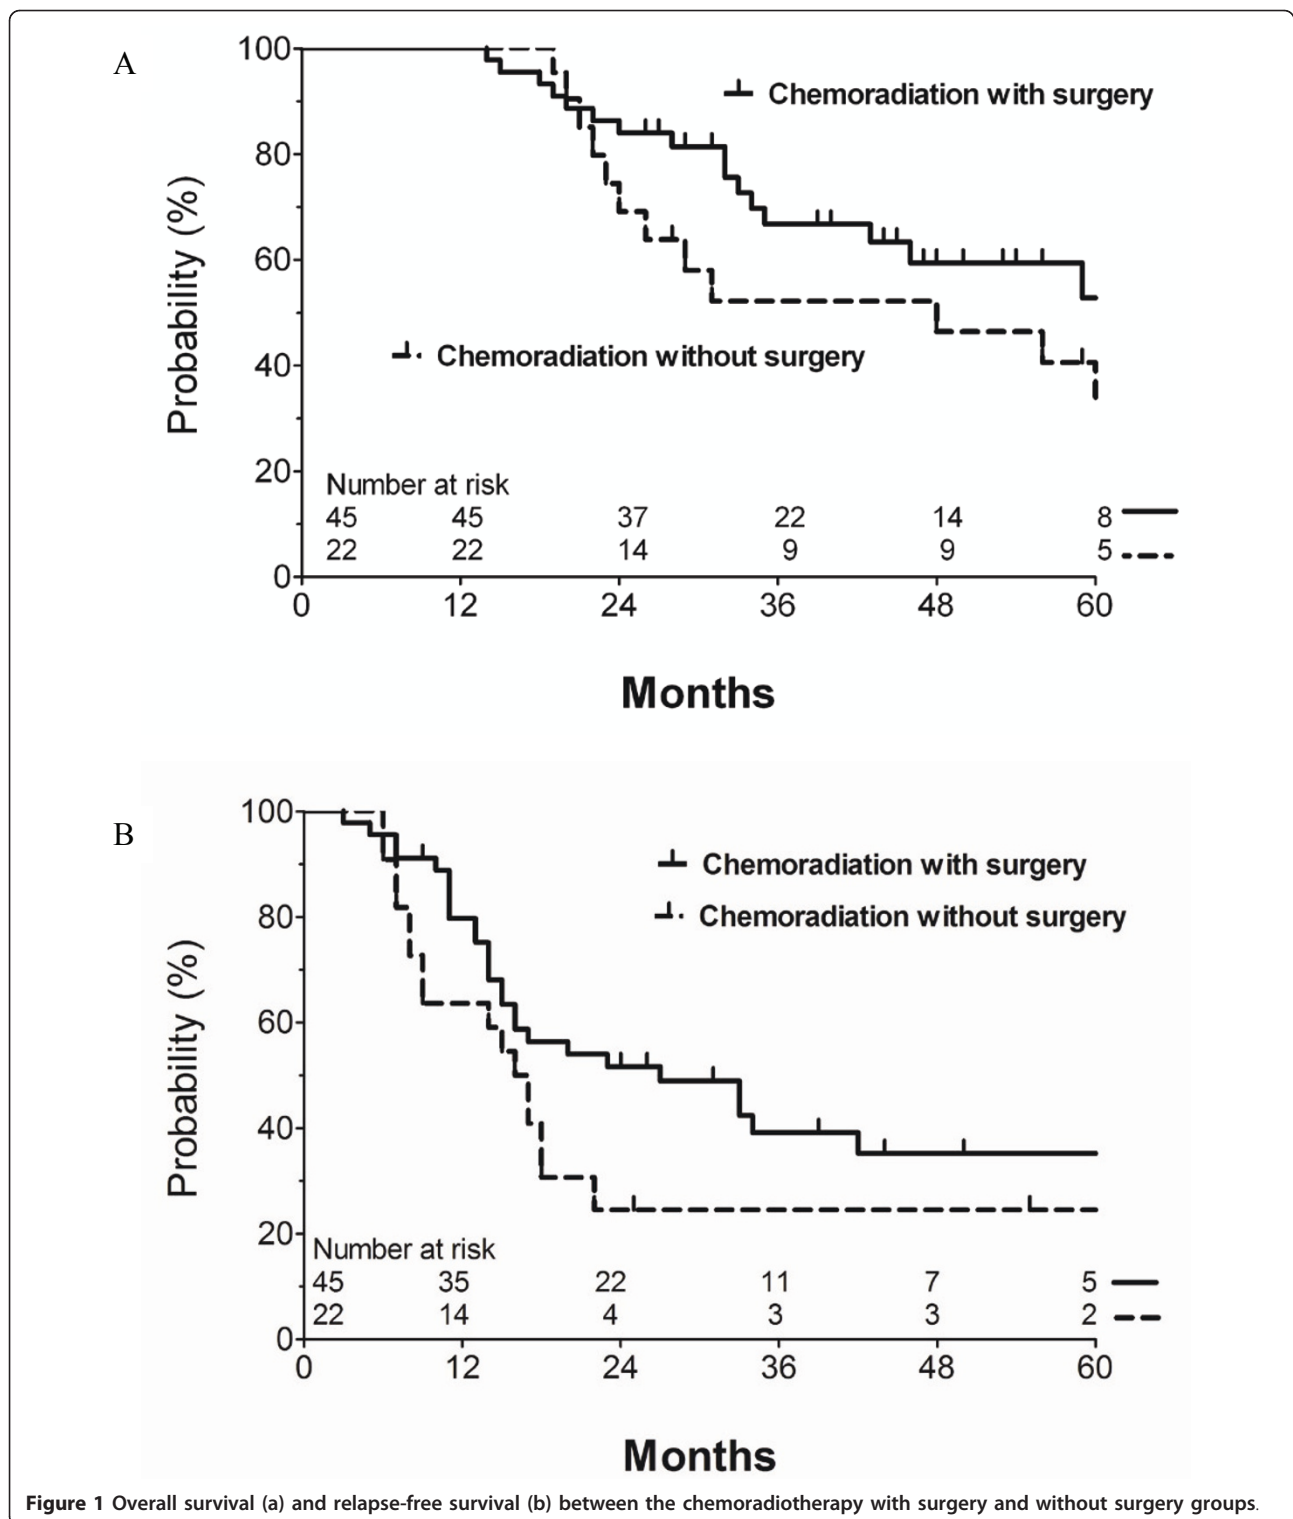 A
100
80
60
40
20
0
Probability (%)
Chemoradiation with surgery
Chemoradiation without surgery
Number at risk
45 45 37 22 14 8
22 22 14 9 9 5
0 12 24 36 48 60
Months
B
100
80
60
40
20
0
Probability (%)
Chemoradiation with surgery
Chemoradiation without surgery
Number at risk
45 35 22 11 7 5
22 14 4 3 3 2
0 12 24 36 48 60
Months
Figure 1 Overall survival (a) and relapse-free survival (b) between the chemoradiotherapy with surgery and without surgery groups.